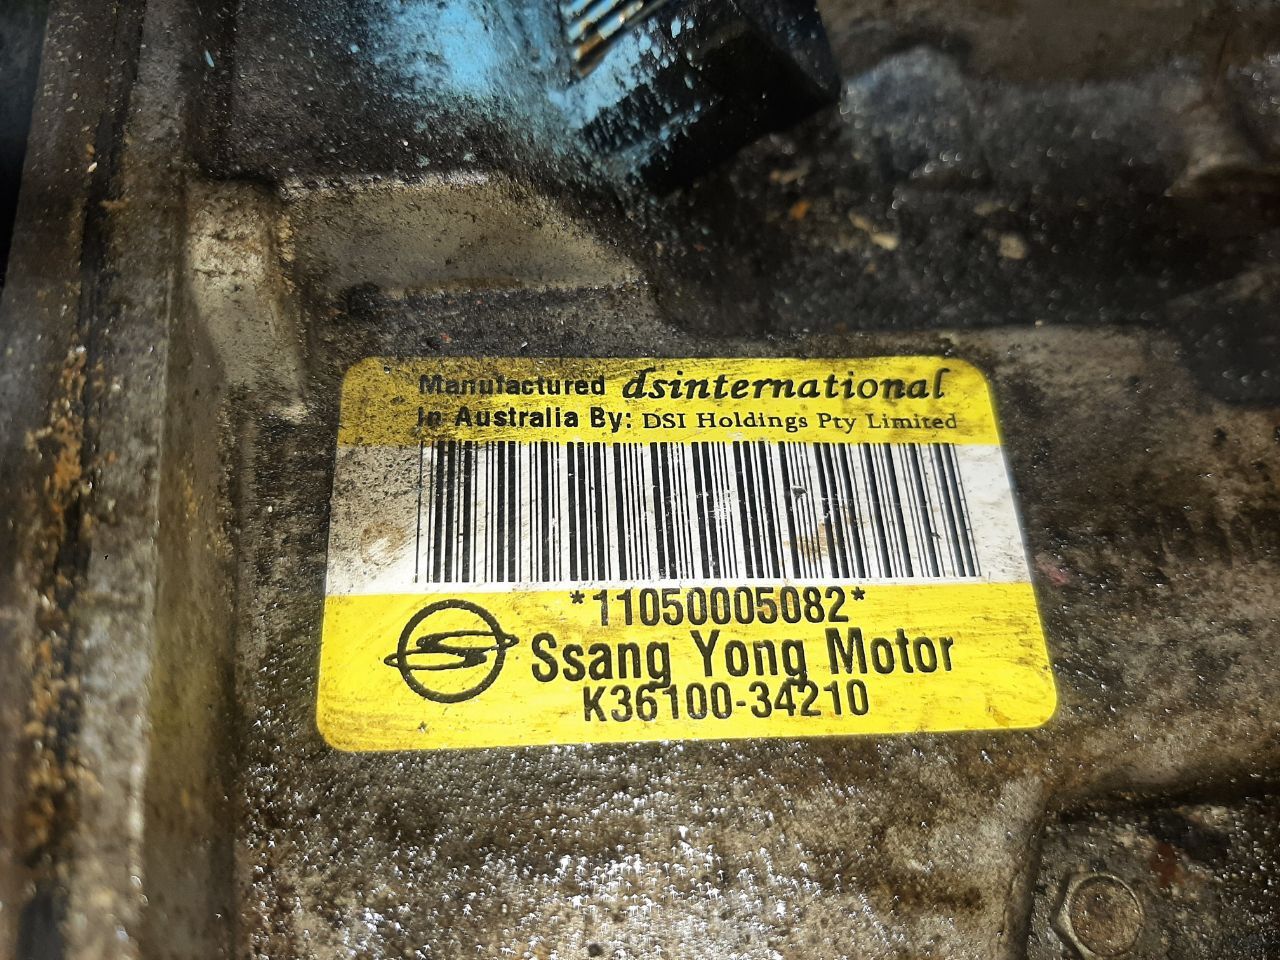 Manufactured dsinternational
In Australia By: DSI Holdings Pty Limited
*11050005082*
Ssang Yong Motor
K36100-34210